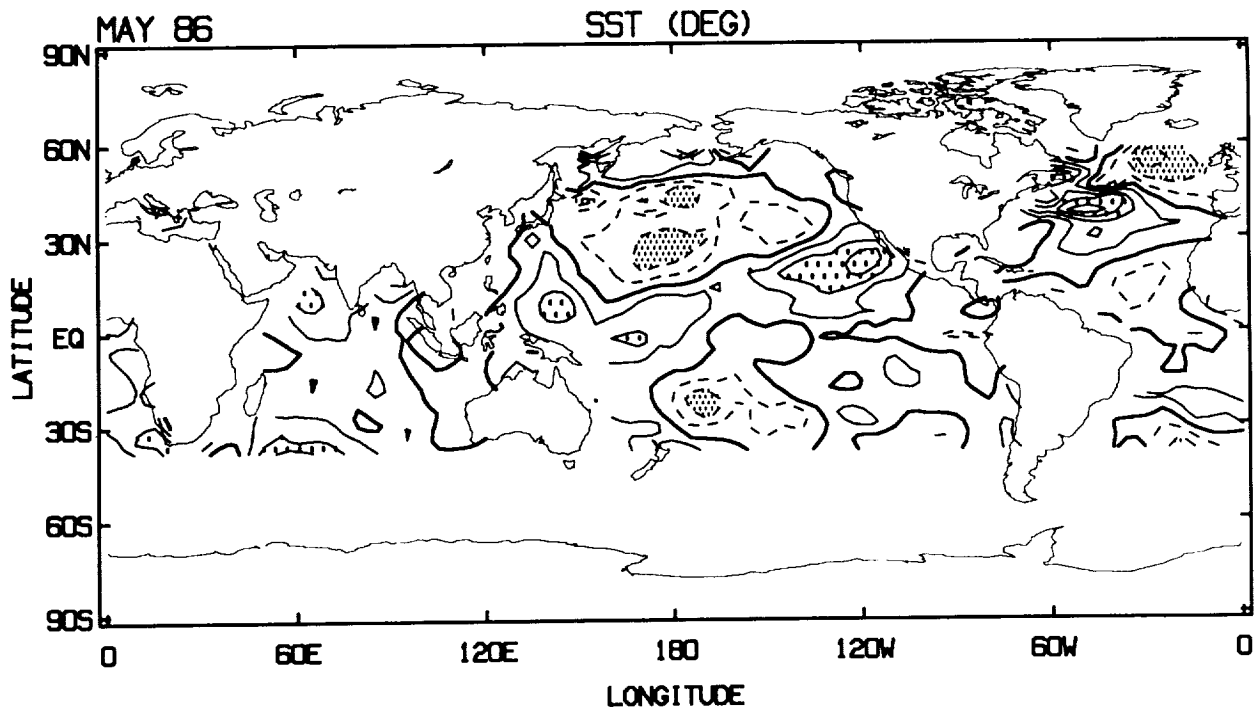 MAY 86 SST (DEG)
90N
60N
30N
EQ
30S
60S
90S
LATITUDE
0 60E 120E 180 120W 60W 0
LONGITUDE